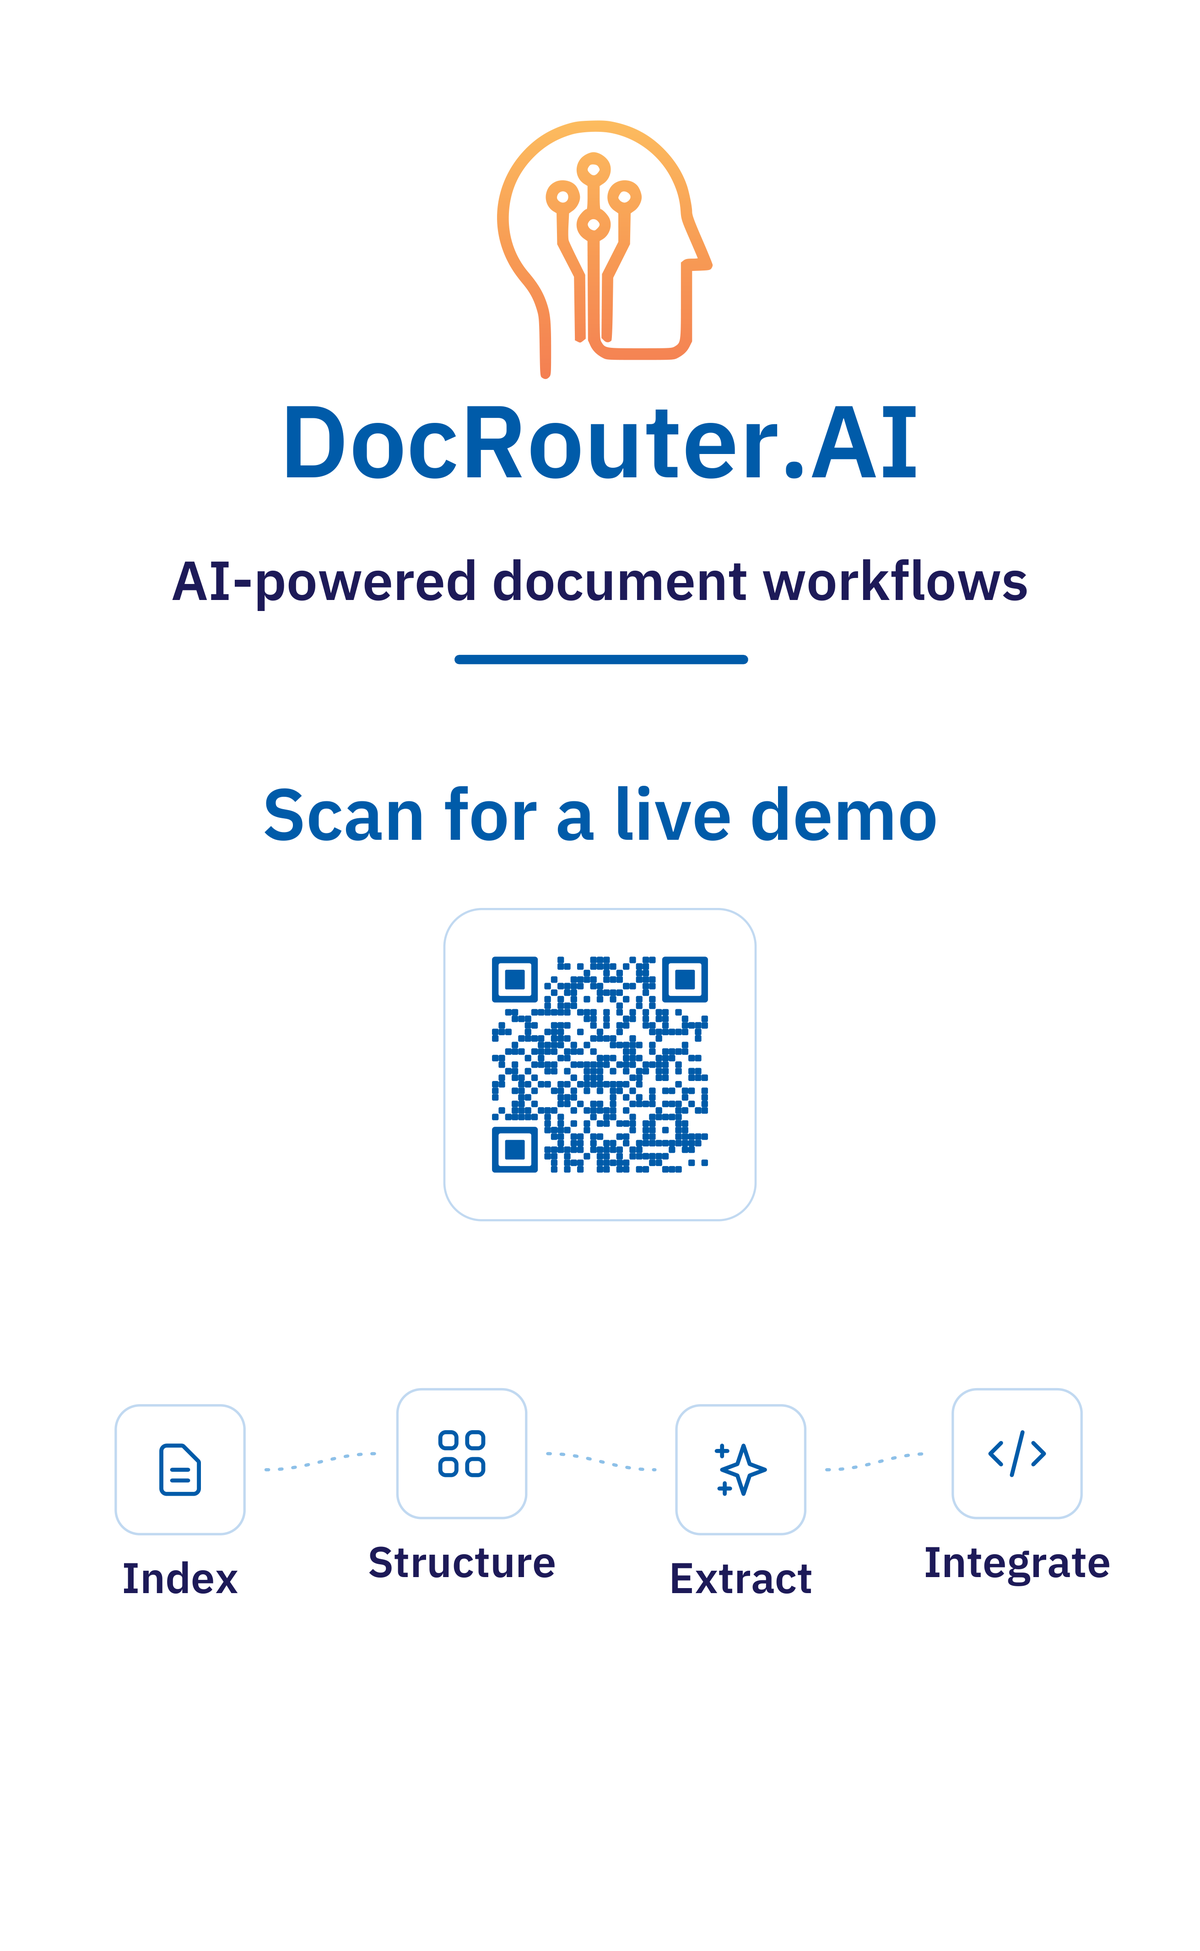 DocRouter.AI
AI-powered document workflows
Scan for a live demo
Index
Structure
Extract
Integrate